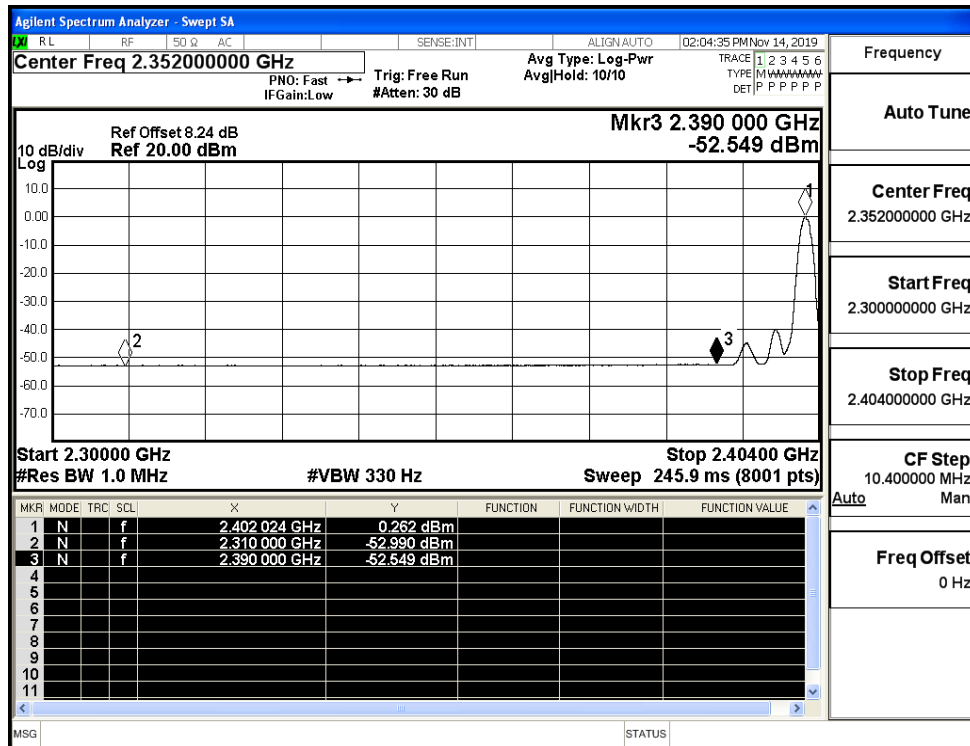 Agilent Spectrum Analyzer - Swept SA
LXI RL RF 50 Ω AC SENSE:INT ALIGN AUTO 02:04:35 PM Nov 14, 2019
Center Freq 2.352000000 GHz
PNO: Fast
IFGain:Low
Trig: Free Run
#Atten: 30 dB
Avg Type: Log-Pwr
Avg|Hold: 10/10
TRACE 1 2 3 4 5 6
TYPE M W W W W W
DET P P P P P P
Mkr3 2.390 000 GHz
-52.549 dBm
Ref Offset 8.24 dB
10 dB/div Ref 20.00 dBm
Log
10.0
0.00
-10.0
-20.0
-30.0
-40.0
-50.0
-60.0
-70.0
1
2
3
Start 2.30000 GHz Stop 2.40400 GHz
#Res BW 1.0 MHz #VBW 330 Hz Sweep 245.9 ms (8001 pts)
MKR MODE TRC SCL X Y FUNCTION FUNCTION WIDTH FUNCTION VALUE
1 N f 2.402 024 GHz 0.262 dBm
2 N f 2.310 000 GHz -52.990 dBm
3 N f 2.390 000 GHz -52.549 dBm
4
5
6
7
8
9
10
11
MSG STATUS
Frequency
Auto Tune
Center Freq
2.352000000 GHz
Start Freq
2.300000000 GHz
Stop Freq
2.404000000 GHz
CF Step
10.400000 MHz
Auto Man
Freq Offset
0 Hz